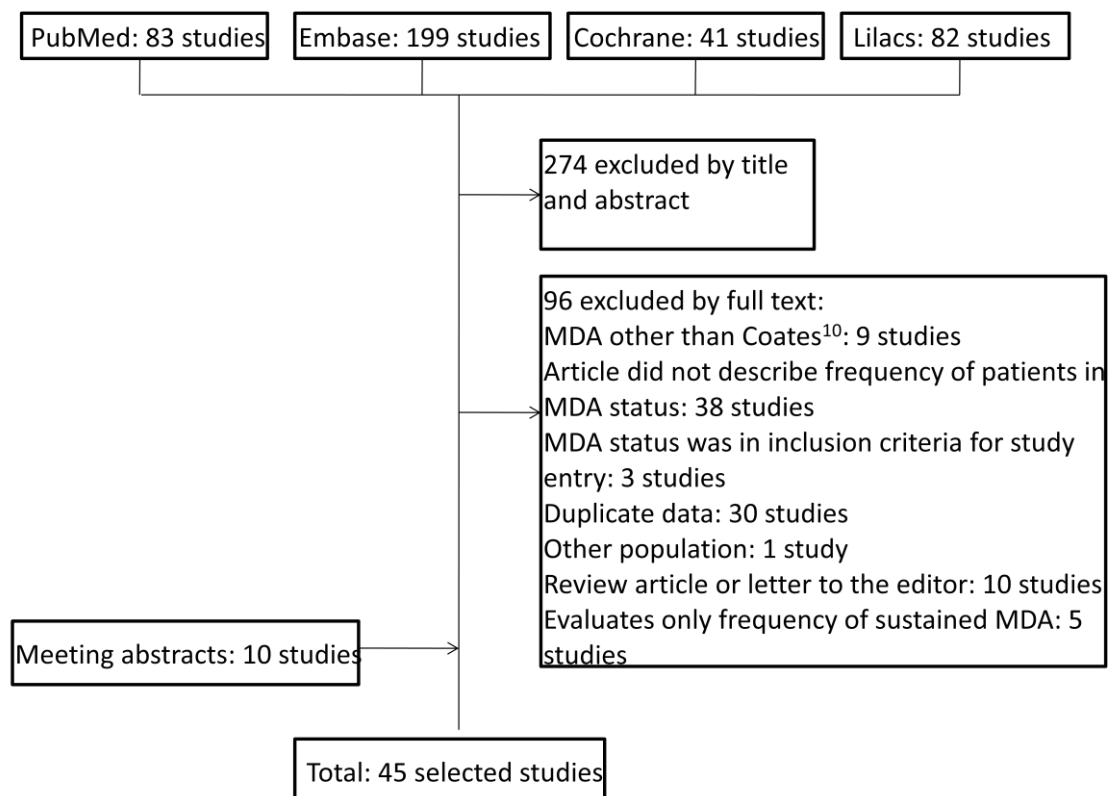 PubMed: 83 studies
Embase: 199 studies
Cochrane: 41 studies
Lilacs: 82 studies
274 excluded by title
and abstract
96 excluded by full text:
MDA other than Coates¹⁰: 9 studies
Article did not describe frequency of patients in
MDA status: 38 studies
MDA status was in inclusion criteria for study
entry: 3 studies
Duplicate data: 30 studies
Other population: 1 study
Review article or letter to the editor: 10 studies
Evaluates only frequency of sustained MDA: 5
studies
Meeting abstracts: 10 studies
Total: 45 selected studies